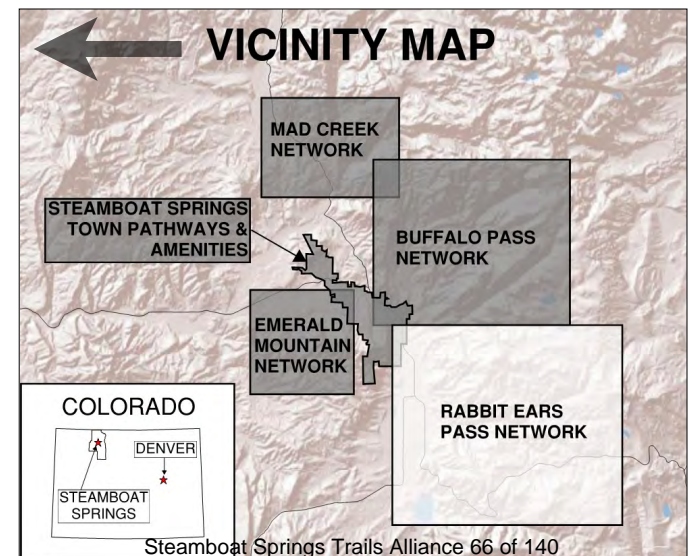 VICINITY MAP
MAD CREEK
NETWORK
STEAMBOAT SPRINGS
TOWN PATHWAYS &
AMENITIES
BUFFALO PASS
NETWORK
EMERALD
MOUNTAIN
NETWORK
RABBIT EARS
PASS NETWORK
COLORADO
DENVER
STEAMBOAT
SPRINGS
Steamboat Springs Trails Alliance 66 of 140